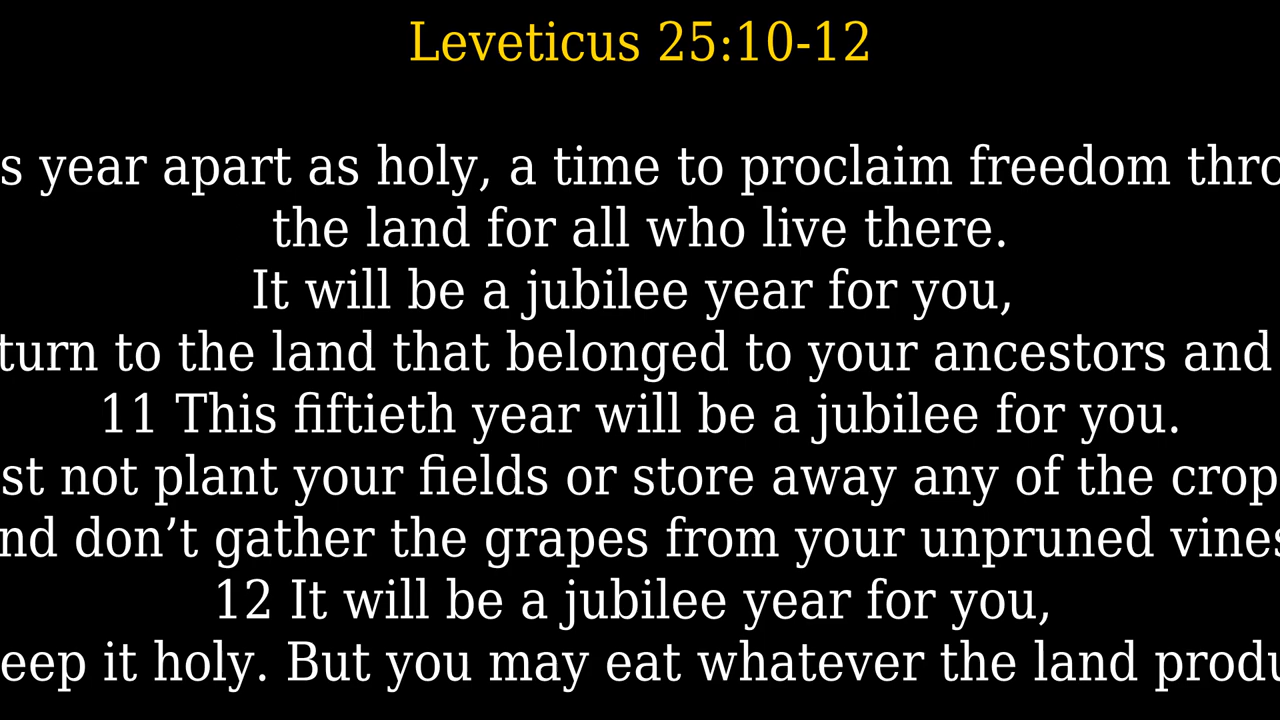 Leveticus 25:10-12
s year apart as holy, a time to proclaim freedom thro
the land for all who live there.
It will be a jubilee year for you,
turn to the land that belonged to your ancestors and
11 This fiftieth year will be a jubilee for you.
st not plant your fields or store away any of the crop
nd don’t gather the grapes from your unpruned vines
12 It will be a jubilee year for you,
eep it holy. But you may eat whatever the land produ